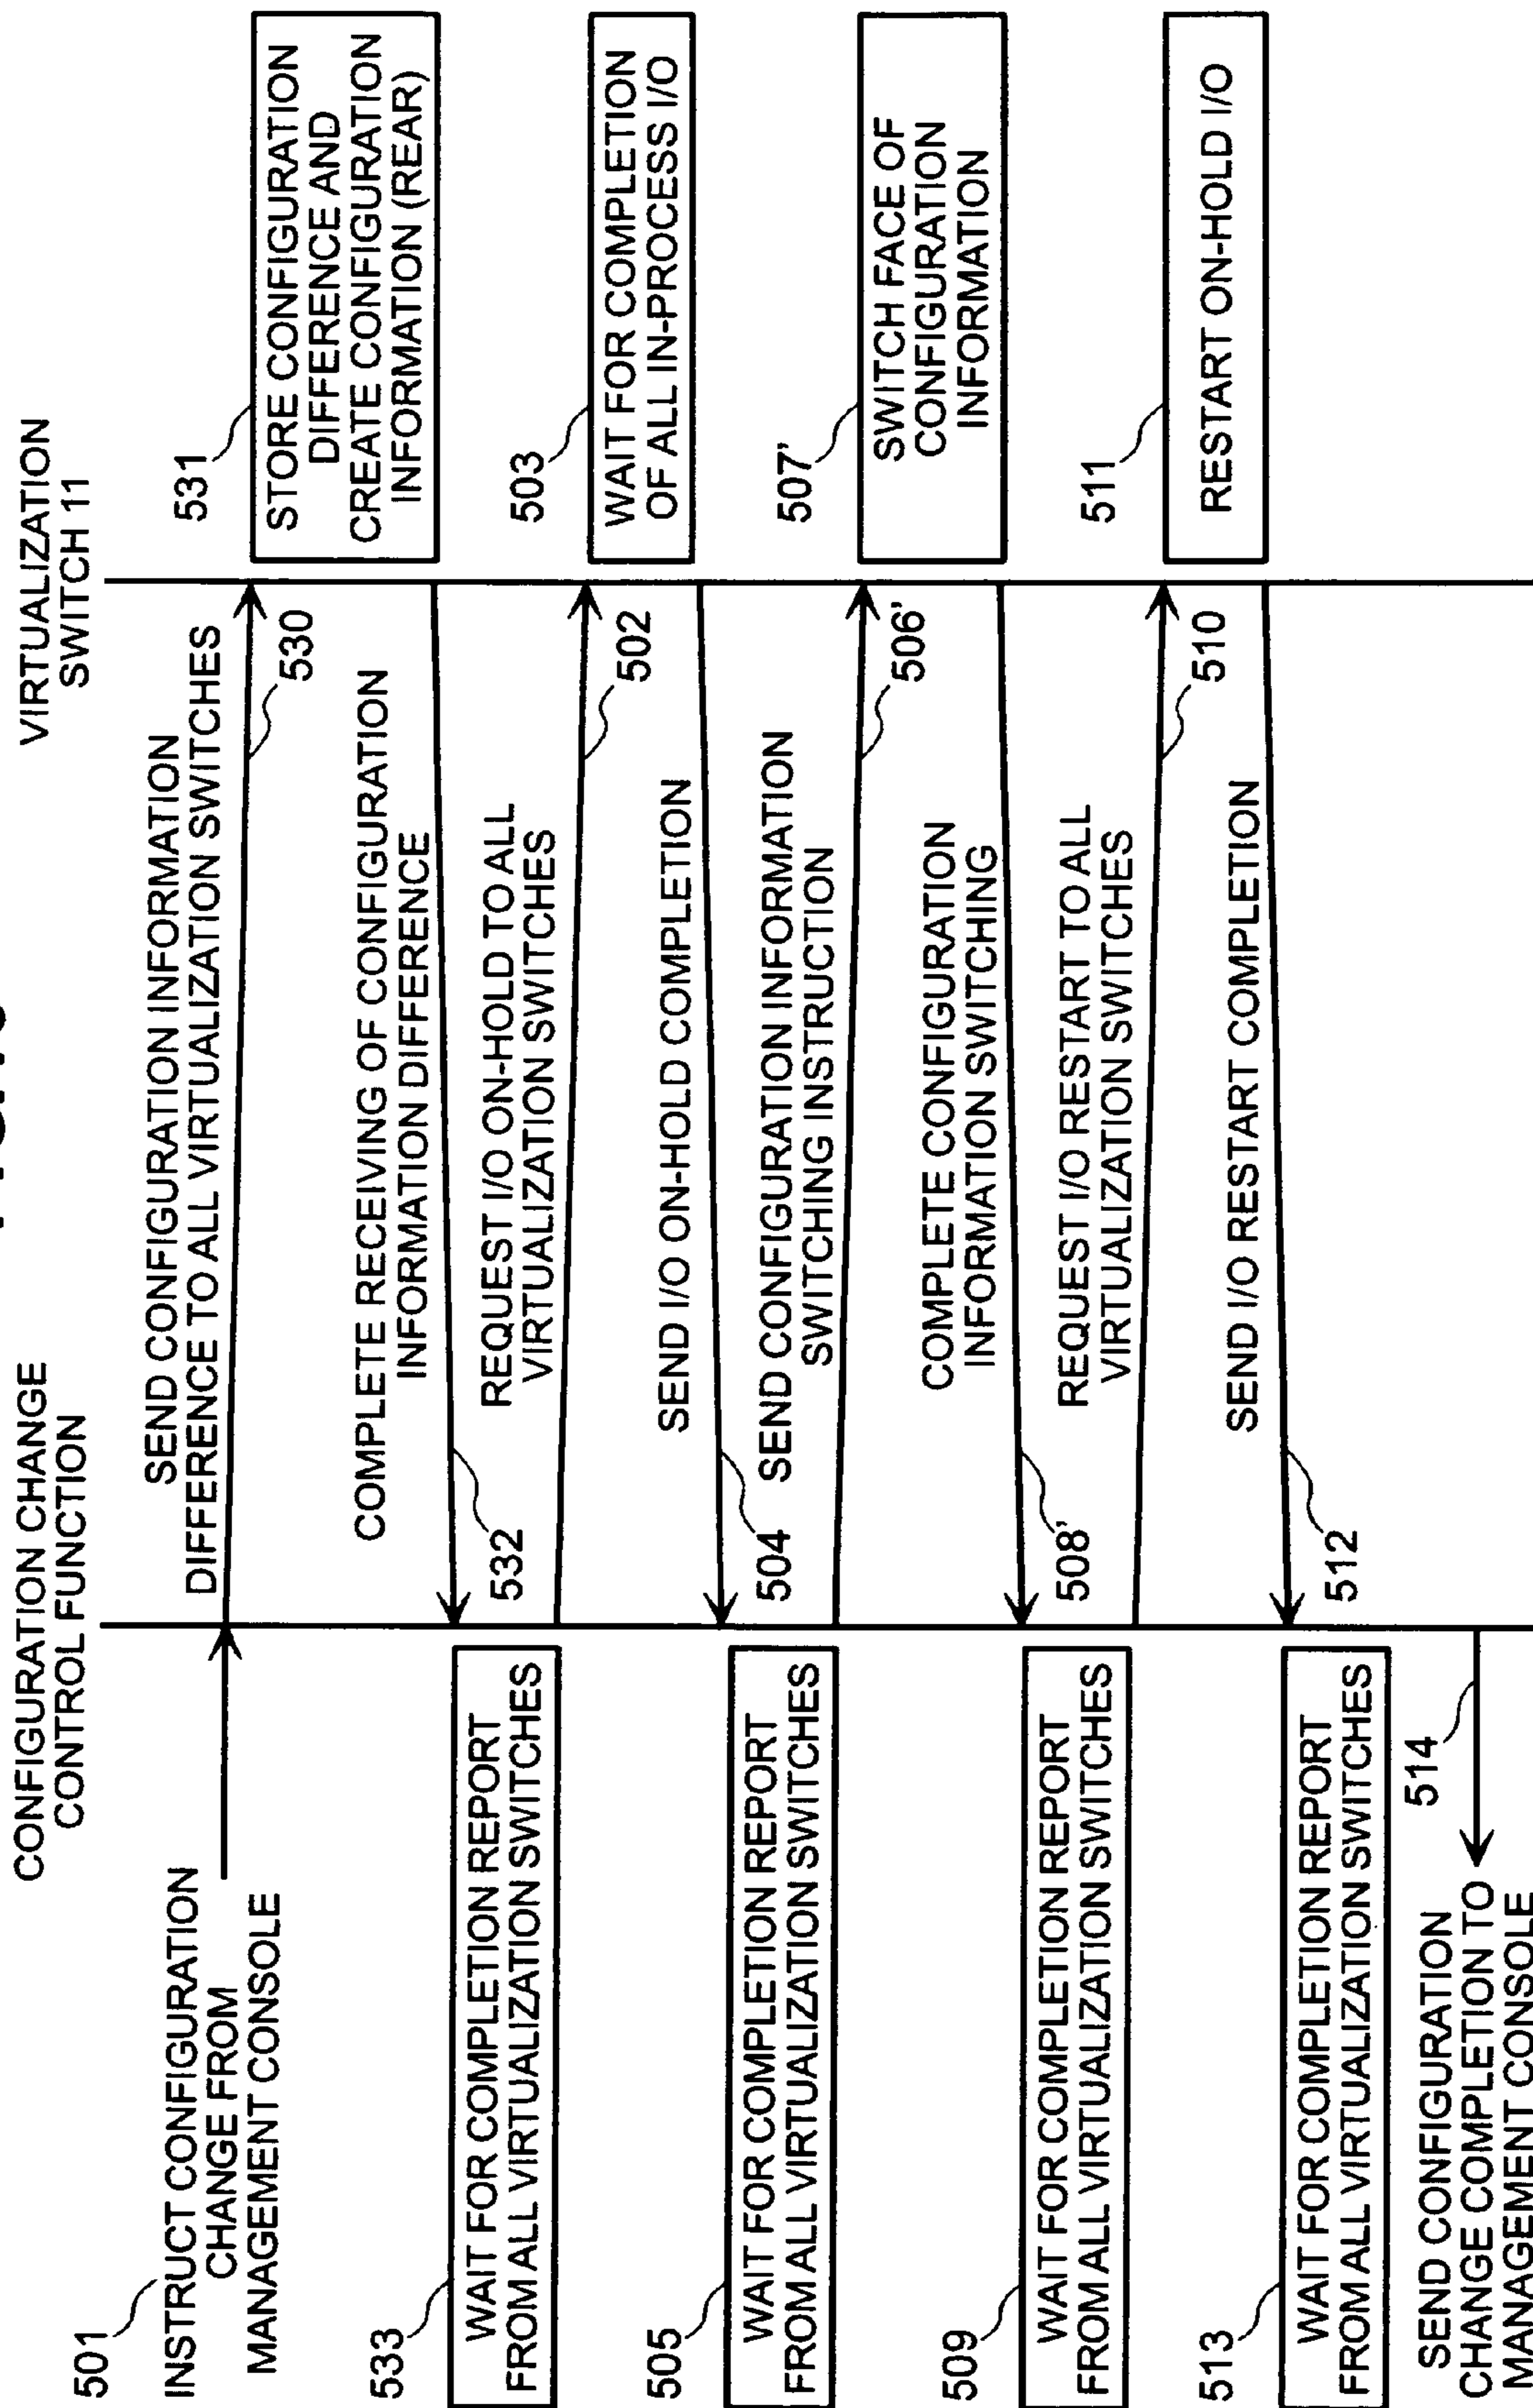 CONFIGURATION CHANGE
CONTROL FUNCTION
VIRTUALIZATION
SWITCH 11
501
INSTRUCT CONFIGURATION
CHANGE FROM
MANAGEMENT CONSOLE
SEND CONFIGURATION INFORMATION
DIFFERENCE TO ALL VIRTUALIZATION SWITCHES
530
531
STORE CONFIGURATION
DIFFERENCE AND
CREATE CONFIGURATION
INFORMATION (REAR)
COMPLETE RECEIVING OF CONFIGURATION
INFORMATION DIFFERENCE
532
533
WAIT FOR COMPLETION REPORT
FROM ALL VIRTUALIZATION SWITCHES
REQUEST I/O ON-HOLD TO ALL
VIRTUALIZATION SWITCHES
502
503
WAIT FOR COMPLETION
OF ALL IN-PROCESS I/O
SEND I/O ON-HOLD COMPLETION
504
505
WAIT FOR COMPLETION REPORT
FROM ALL VIRTUALIZATION SWITCHES
SEND CONFIGURATION INFORMATION
SWITCHING INSTRUCTION
506'
507'
SWITCH FACE OF
CONFIGURATION
INFORMATION
COMPLETE CONFIGURATION
INFORMATION SWITCHING
508'
509
WAIT FOR COMPLETION REPORT
FROM ALL VIRTUALIZATION SWITCHES
REQUEST I/O RESTART TO ALL
VIRTUALIZATION SWITCHES
510
511
RESTART ON-HOLD I/O
SEND I/O RESTART COMPLETION
512
513
WAIT FOR COMPLETION REPORT
FROM ALL VIRTUALIZATION SWITCHES
514
SEND CONFIGURATION
CHANGE COMPLETION TO
MANAGEMENT CONSOLE